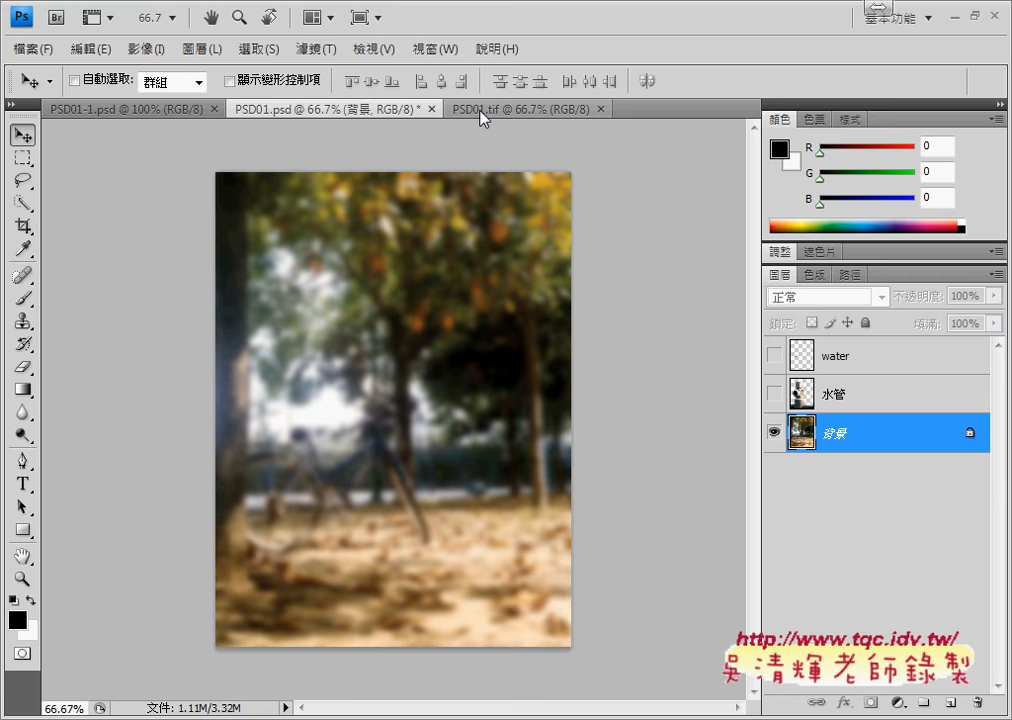 Ps Br 66.7 基本功能
檔案(F) 編輯(E) 影像(I) 圖層(L) 選取(S) 濾鏡(T) 檢視(V) 視窗(W) 說明(H)
自動選取: 群組 顯示變形控制項
PSD01-1.psd @ 100% (RGB/8) PSD01.psd @ 66.7% (背景, RGB/8) * PSD01.tif @ 66.7% (RGB/8)
顏色 色票 樣式
R 0
G 0
B 0
調整 遮色片
圖層 色版 路徑
正常 不透明度: 100%
鎖定: 填滿: 100%
water
水管
背景
http://www.tqc.idv.tw/
吳清輝老師錄製
66.67% 文件: 1.11M/3.32M